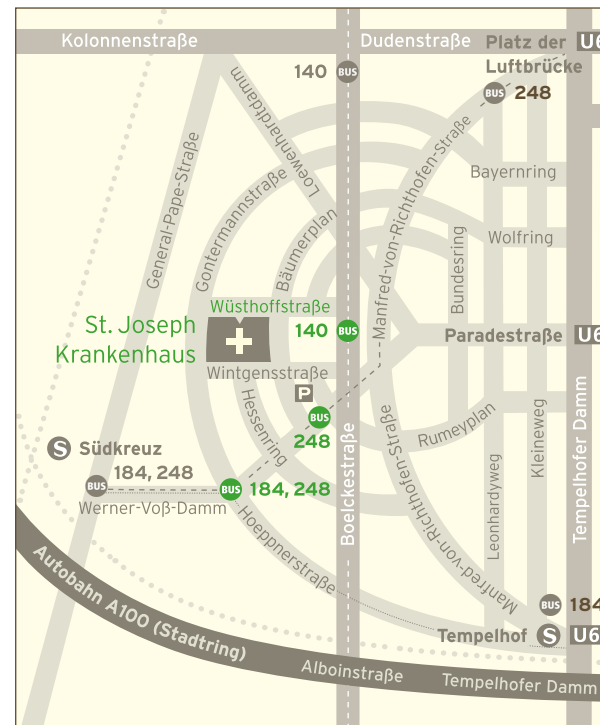 Kolonnenstraße
Dudenstraße
Platz der
Luftbrücke
U6
140
BUS
BUS
248
Loewenhardtdamm
General-Pape-Straße
Gontermannstraße
Bäumerplan
Manfred-von-Richthofen-Straße
Bayernring
Wolfring
Bundesring
Wüsthoffstraße
St. Joseph
Krankenhaus
140
BUS
Paradestraße
U6
Wintgensstraße
P
BUS
248
Hessenring
Boelckestraße
Manfred-von-Richthofen-Straße
Rumeyplan
Kleineweg
Leonhardyweg
Tempelhofer Damm
S
Südkreuz
184, 248
BUS
BUS
184, 248
Werner-Voß-Damm
Hoeppnerstraße
Autobahn A100 (Stadtring)
BUS
184
Tempelhof
S
U6
Alboinstraße
Tempelhofer Damm